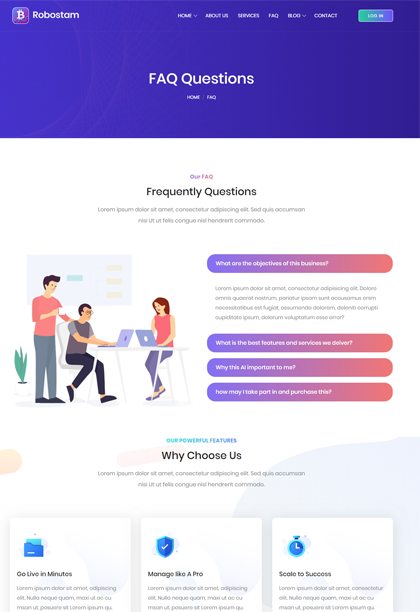 Robostam
HOME ABOUT US SERVICES FAQ BLOG CONTACT LOG IN
FAQ Questions
HOME FAQ
Our FAQ
Frequently Questions
Lorem ipsum dolor sit amet, consectetur adipiscing elit. Sed quis accumsan
nisi Ut ut felis congue nisl hendrerit commodo.
What are the objectives of this business?
Lorem ipsum dolor sit amet, consectetur adipisicing elit. Dolore
omnis quaerat nostrum, pariatur ipsam sunt accusamus enim
necessitatibus est fugiat, assumenda dolorem, deleniti corrupti
cupiditate ipsum, dolorum voluptatum esse error?
What is the best features and services we deiver?
Why this AI important to me?
how may I take part in and purchase this?
OUR POWERFUL FEATURES
Why Choose Us
Lorem ipsum dolor sit amet, consectetur adipiscing elit. Sed quis accumsan
nisi Ut ut felis congue nisl hendrerit commodo.
Go Live in Minutes
Lorem ipsum dolor sit amet, adipiscing
elit. Nulla neque quam, maxi ut ac cu
msan ut, posuere sit Lorem ipsum qu.
Manage like A Pro
Lorem ipsum dolor sit amet, adipiscing
elit. Nulla neque quam, maxi ut ac cu
msan ut, posuere sit Lorem ipsum qu.
Scale to Success
Lorem ipsum dolor sit amet, consectetur
elit. Nulla neque quam, maxi ut ac cu
msan ut, posuere sit Lorem ipsum qu.